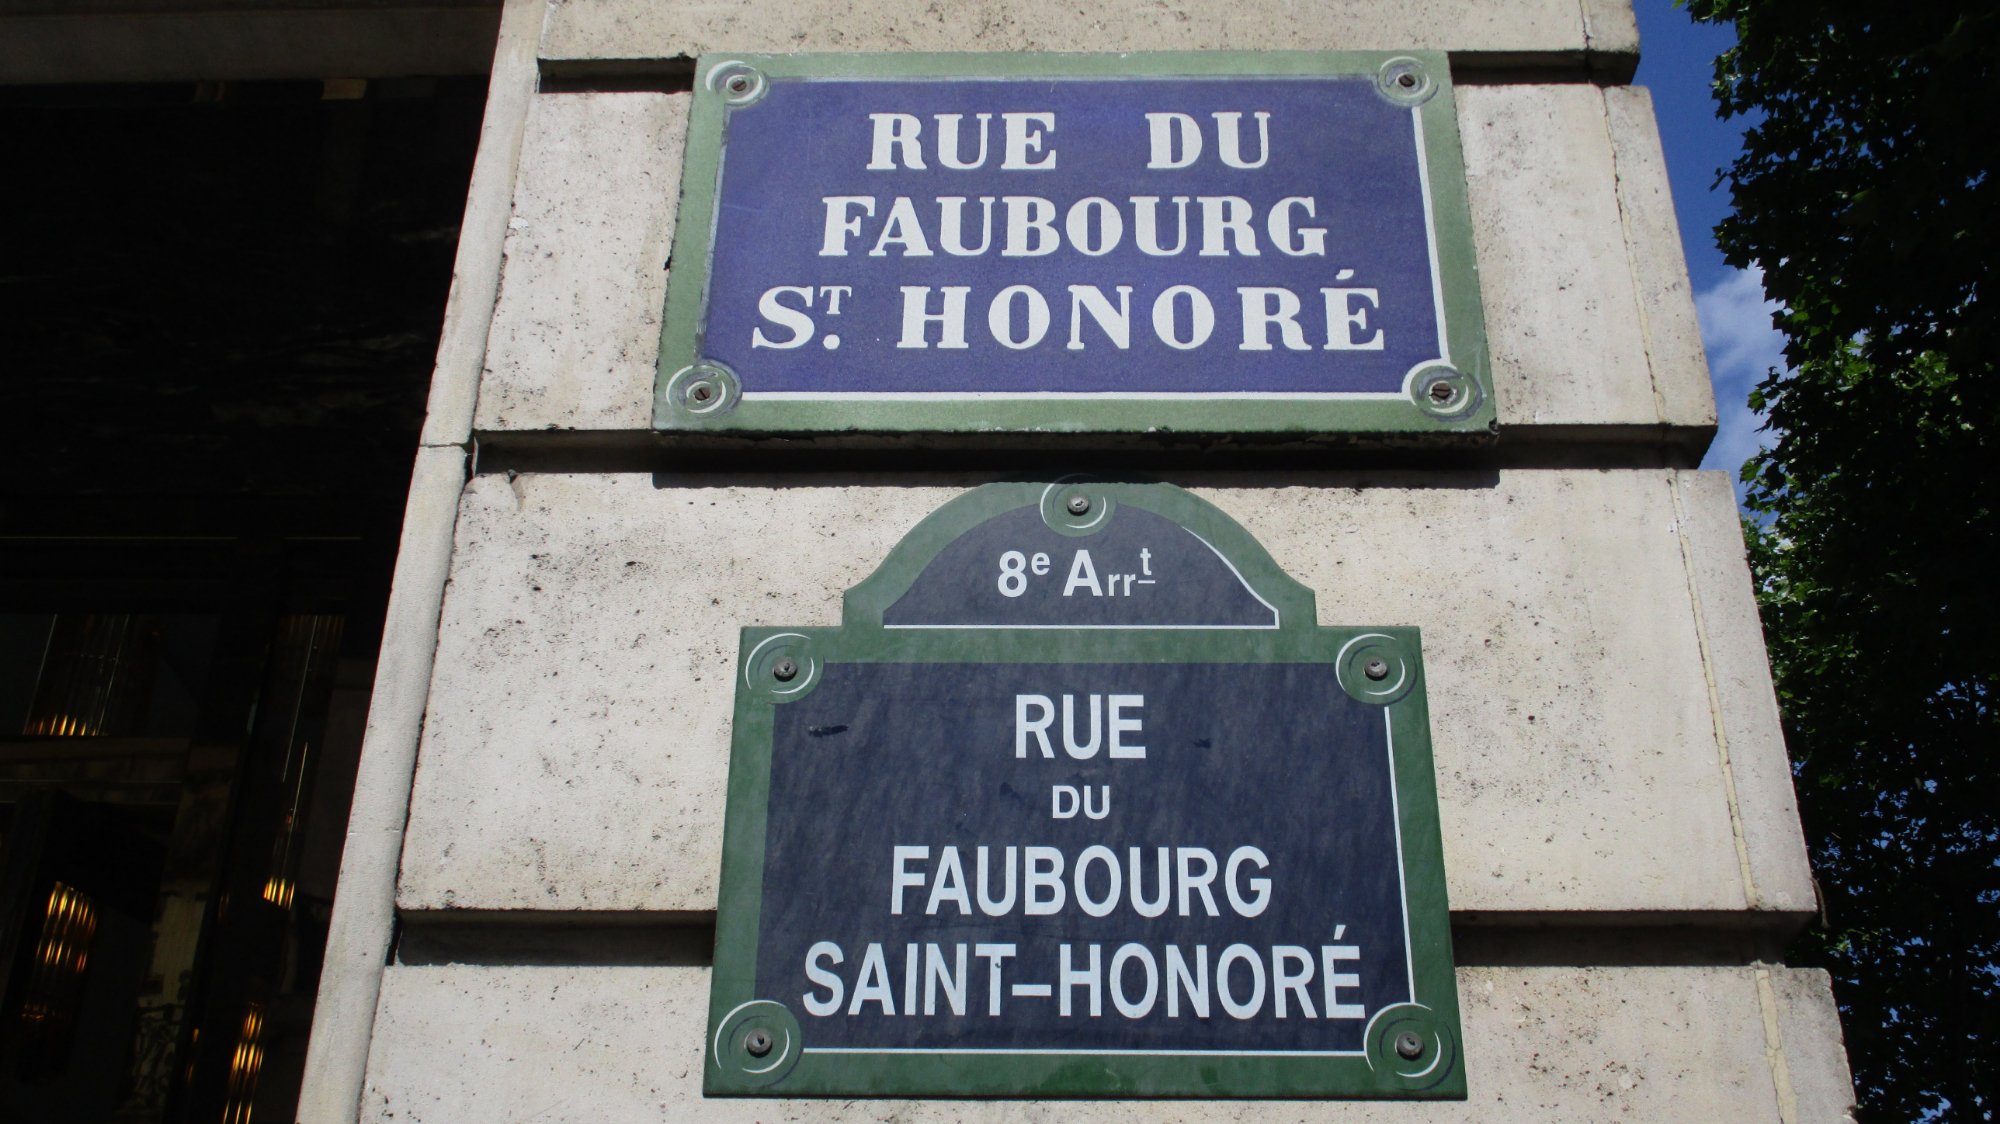 RUE DU
FAUBOURG
ST. HONORÉ
8e Arrt
RUE
DU
FAUBOURG
SAINT-HONORÉ